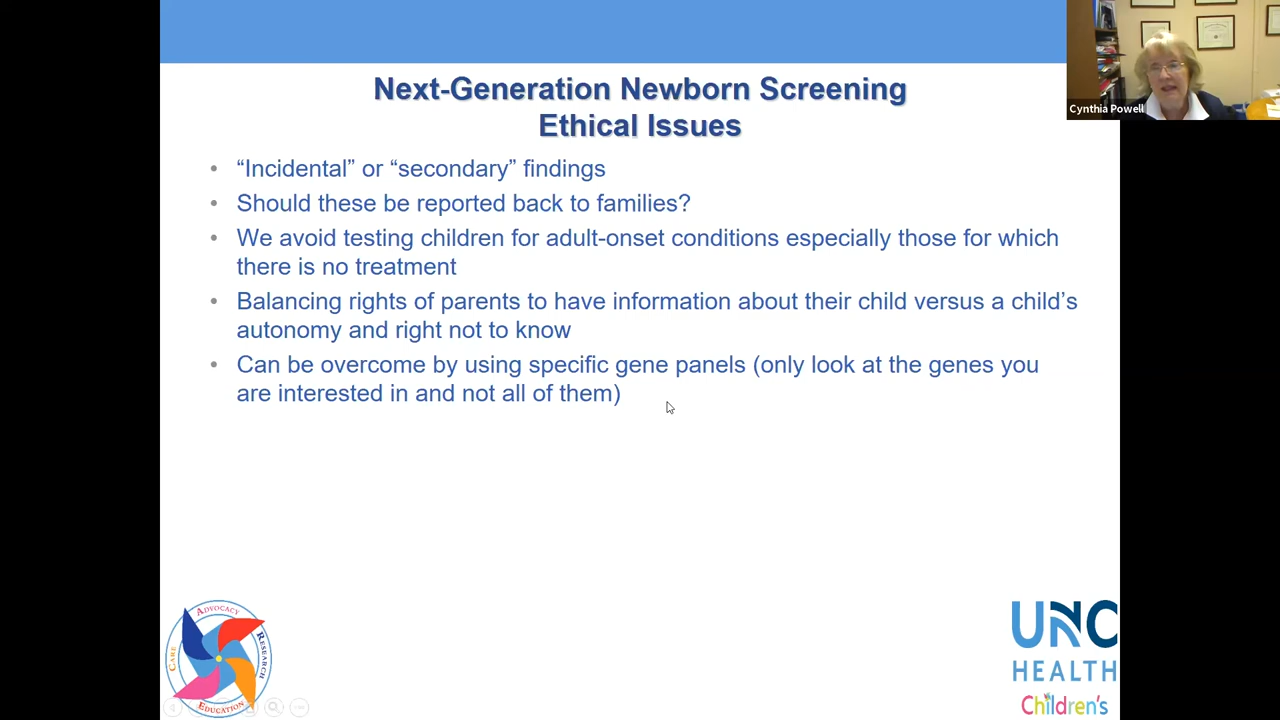 Next-Generation Newborn Screening
Ethical Issues
Cynthia Powell
• “Incidental” or “secondary” findings
• Should these be reported back to families?
• We avoid testing children for adult-onset conditions especially those for which
there is no treatment
• Balancing rights of parents to have information about their child versus a child’s
autonomy and right not to know
• Can be overcome by using specific gene panels (only look at the genes you
are interested in and not all of them)
ADVOCACY
CARE
RESEARCH
EDUCATION
UNC
HEALTH
Children's